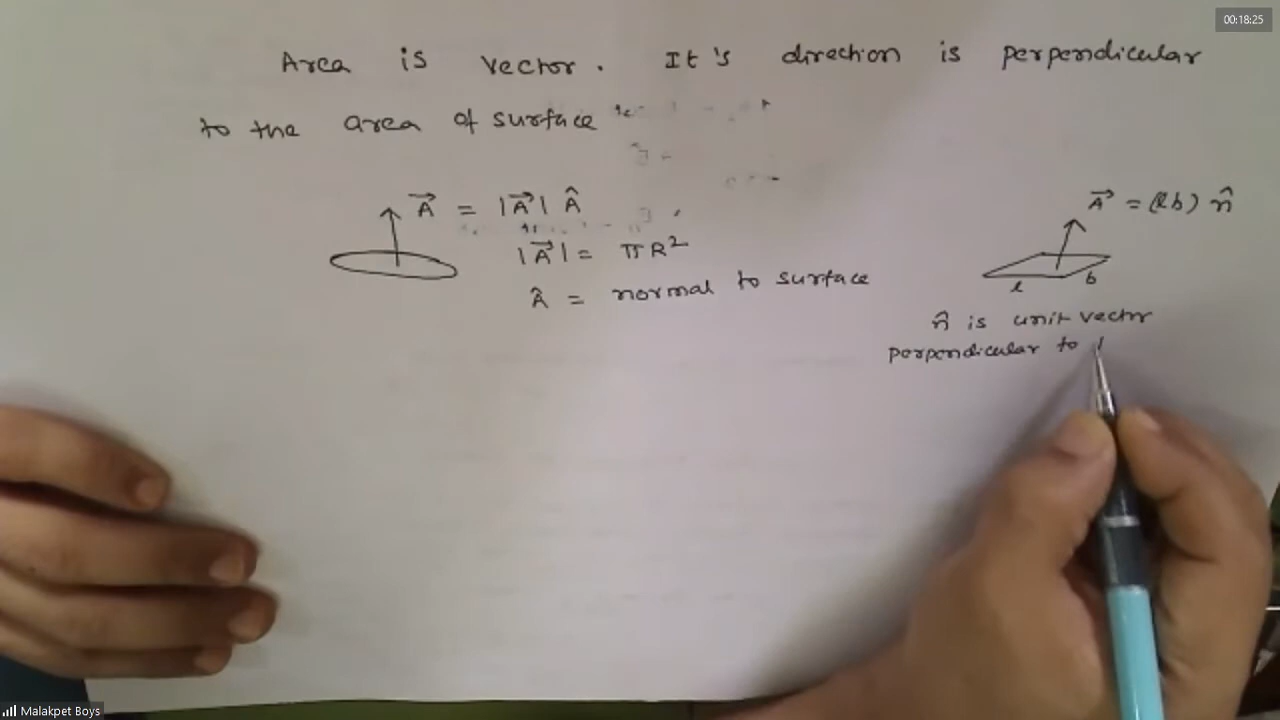 00:18:25
Area is vector. It's direction is perpendicular
to the area of surface
A⃗ = |A⃗| Â
|A⃗| = πR²
Â = normal to surface
A⃗ = (lb) n̂
l b
n̂ is unit vector
perpendicular to
Malakpet Boys